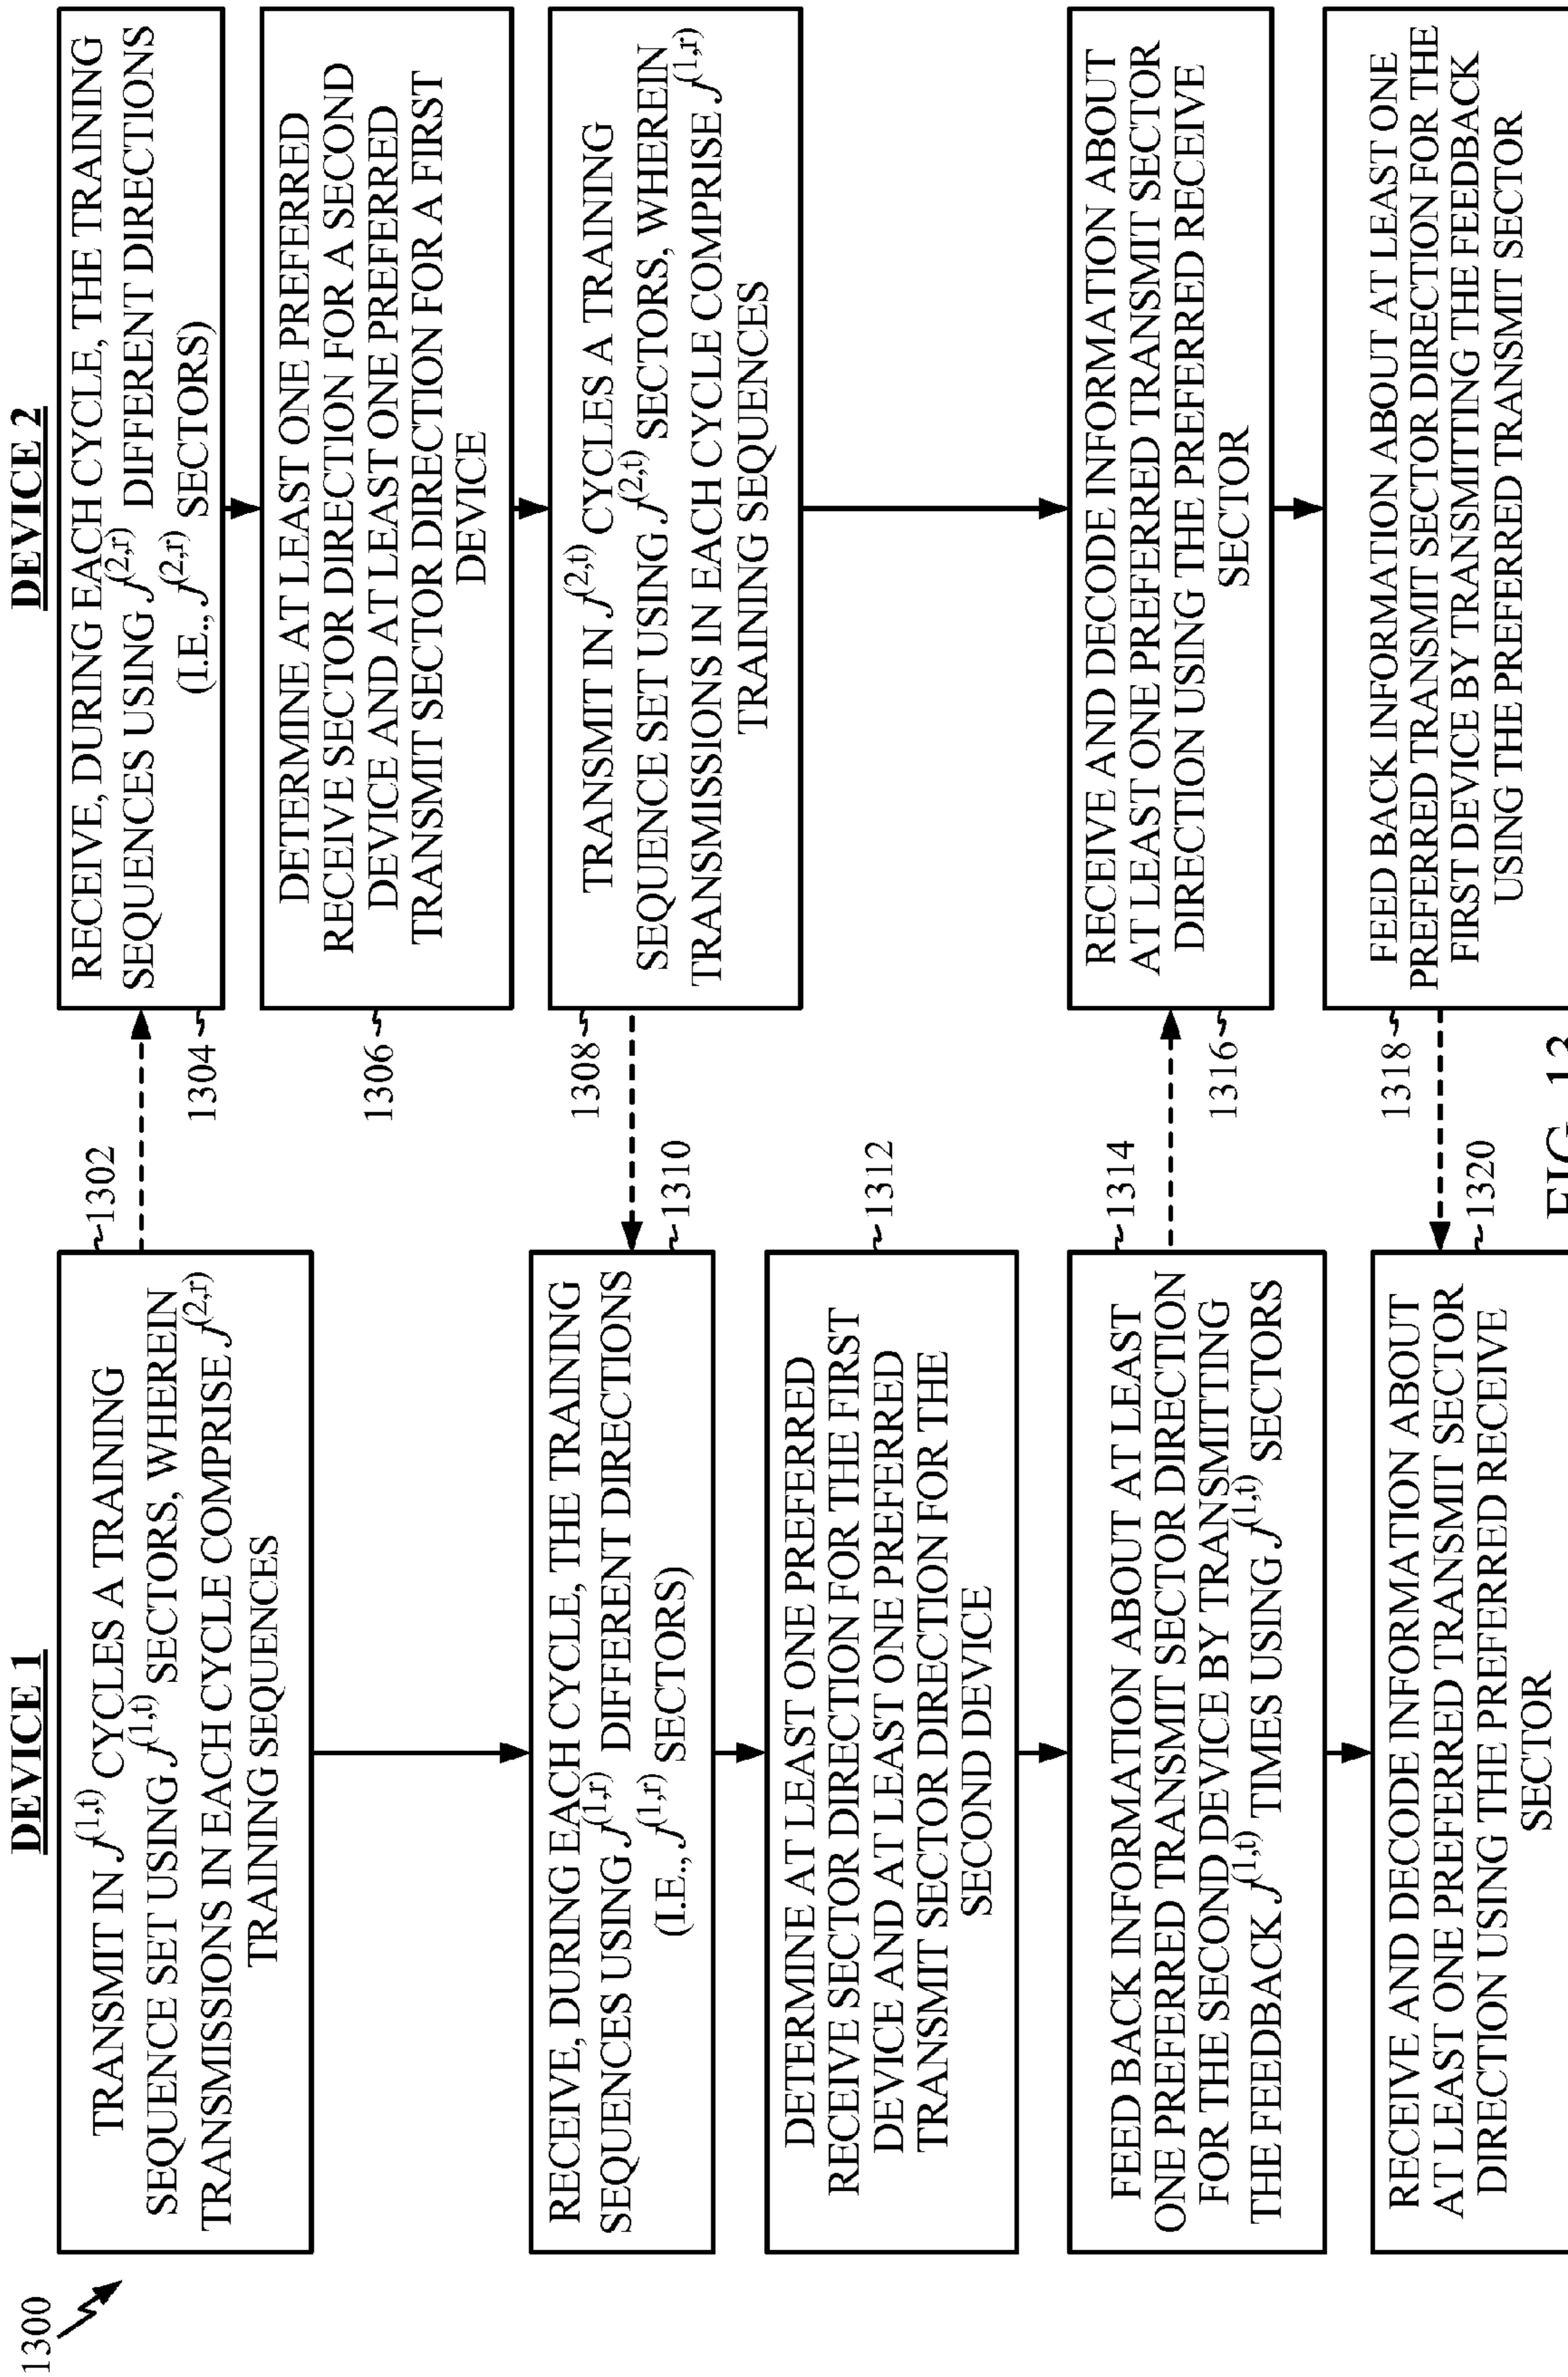 1300
DEVICE 1
TRANSMIT IN J^(1,t) CYCLES A TRAINING
SEQUENCE SET USING J^(1,t) SECTORS, WHEREIN
TRANSMISSIONS IN EACH CYCLE COMPRISE J^(2,r)
TRAINING SEQUENCES
1302
RECEIVE, DURING EACH CYCLE, THE TRAINING
SEQUENCES USING J^(1,r) DIFFERENT DIRECTIONS
(I.E., J^(1,r) SECTORS)
1310
DETERMINE AT LEAST ONE PREFERRED
RECEIVE SECTOR DIRECTION FOR THE FIRST
DEVICE AND AT LEAST ONE PREFERRED
TRANSMIT SECTOR DIRECTION FOR THE
SECOND DEVICE
1312
FEED BACK INFORMATION ABOUT AT LEAST
ONE PREFERRED TRANSMIT SECTOR DIRECTION
FOR THE SECOND DEVICE BY TRANSMITTING
THE FEEDBACK J^(1,t) TIMES USING J^(1,t) SECTORS
1314
RECEIVE AND DECODE INFORMATION ABOUT
AT LEAST ONE PREFERRED TRANSMIT SECTOR
DIRECTION USING THE PREFERRED RECEIVE
SECTOR
1320
DEVICE 2
RECEIVE, DURING EACH CYCLE, THE TRAINING
SEQUENCES USING J^(2,r) DIFFERENT DIRECTIONS
(I.E., J^(2,r) SECTORS)
1304
DETERMINE AT LEAST ONE PREFERRED
RECEIVE SECTOR DIRECTION FOR A SECOND
DEVICE AND AT LEAST ONE PREFERRED
TRANSMIT SECTOR DIRECTION FOR A FIRST
DEVICE
1306
TRANSMIT IN J^(2,t) CYCLES A TRAINING
SEQUENCE SET USING J^(2,t) SECTORS, WHEREIN
TRANSMISSIONS IN EACH CYCLE COMPRISE J^(1,r)
TRAINING SEQUENCES
1308
RECEIVE AND DECODE INFORMATION ABOUT
AT LEAST ONE PREFERRED TRANSMIT SECTOR
DIRECTION USING THE PREFERRED RECEIVE
SECTOR
1316
FEED BACK INFORMATION ABOUT AT LEAST ONE
PREFERRED TRANSMIT SECTOR DIRECTION FOR THE
FIRST DEVICE BY TRANSMITTING THE FEEDBACK
USING THE PREFERRED TRANSMIT SECTOR
1318
FIG. 13